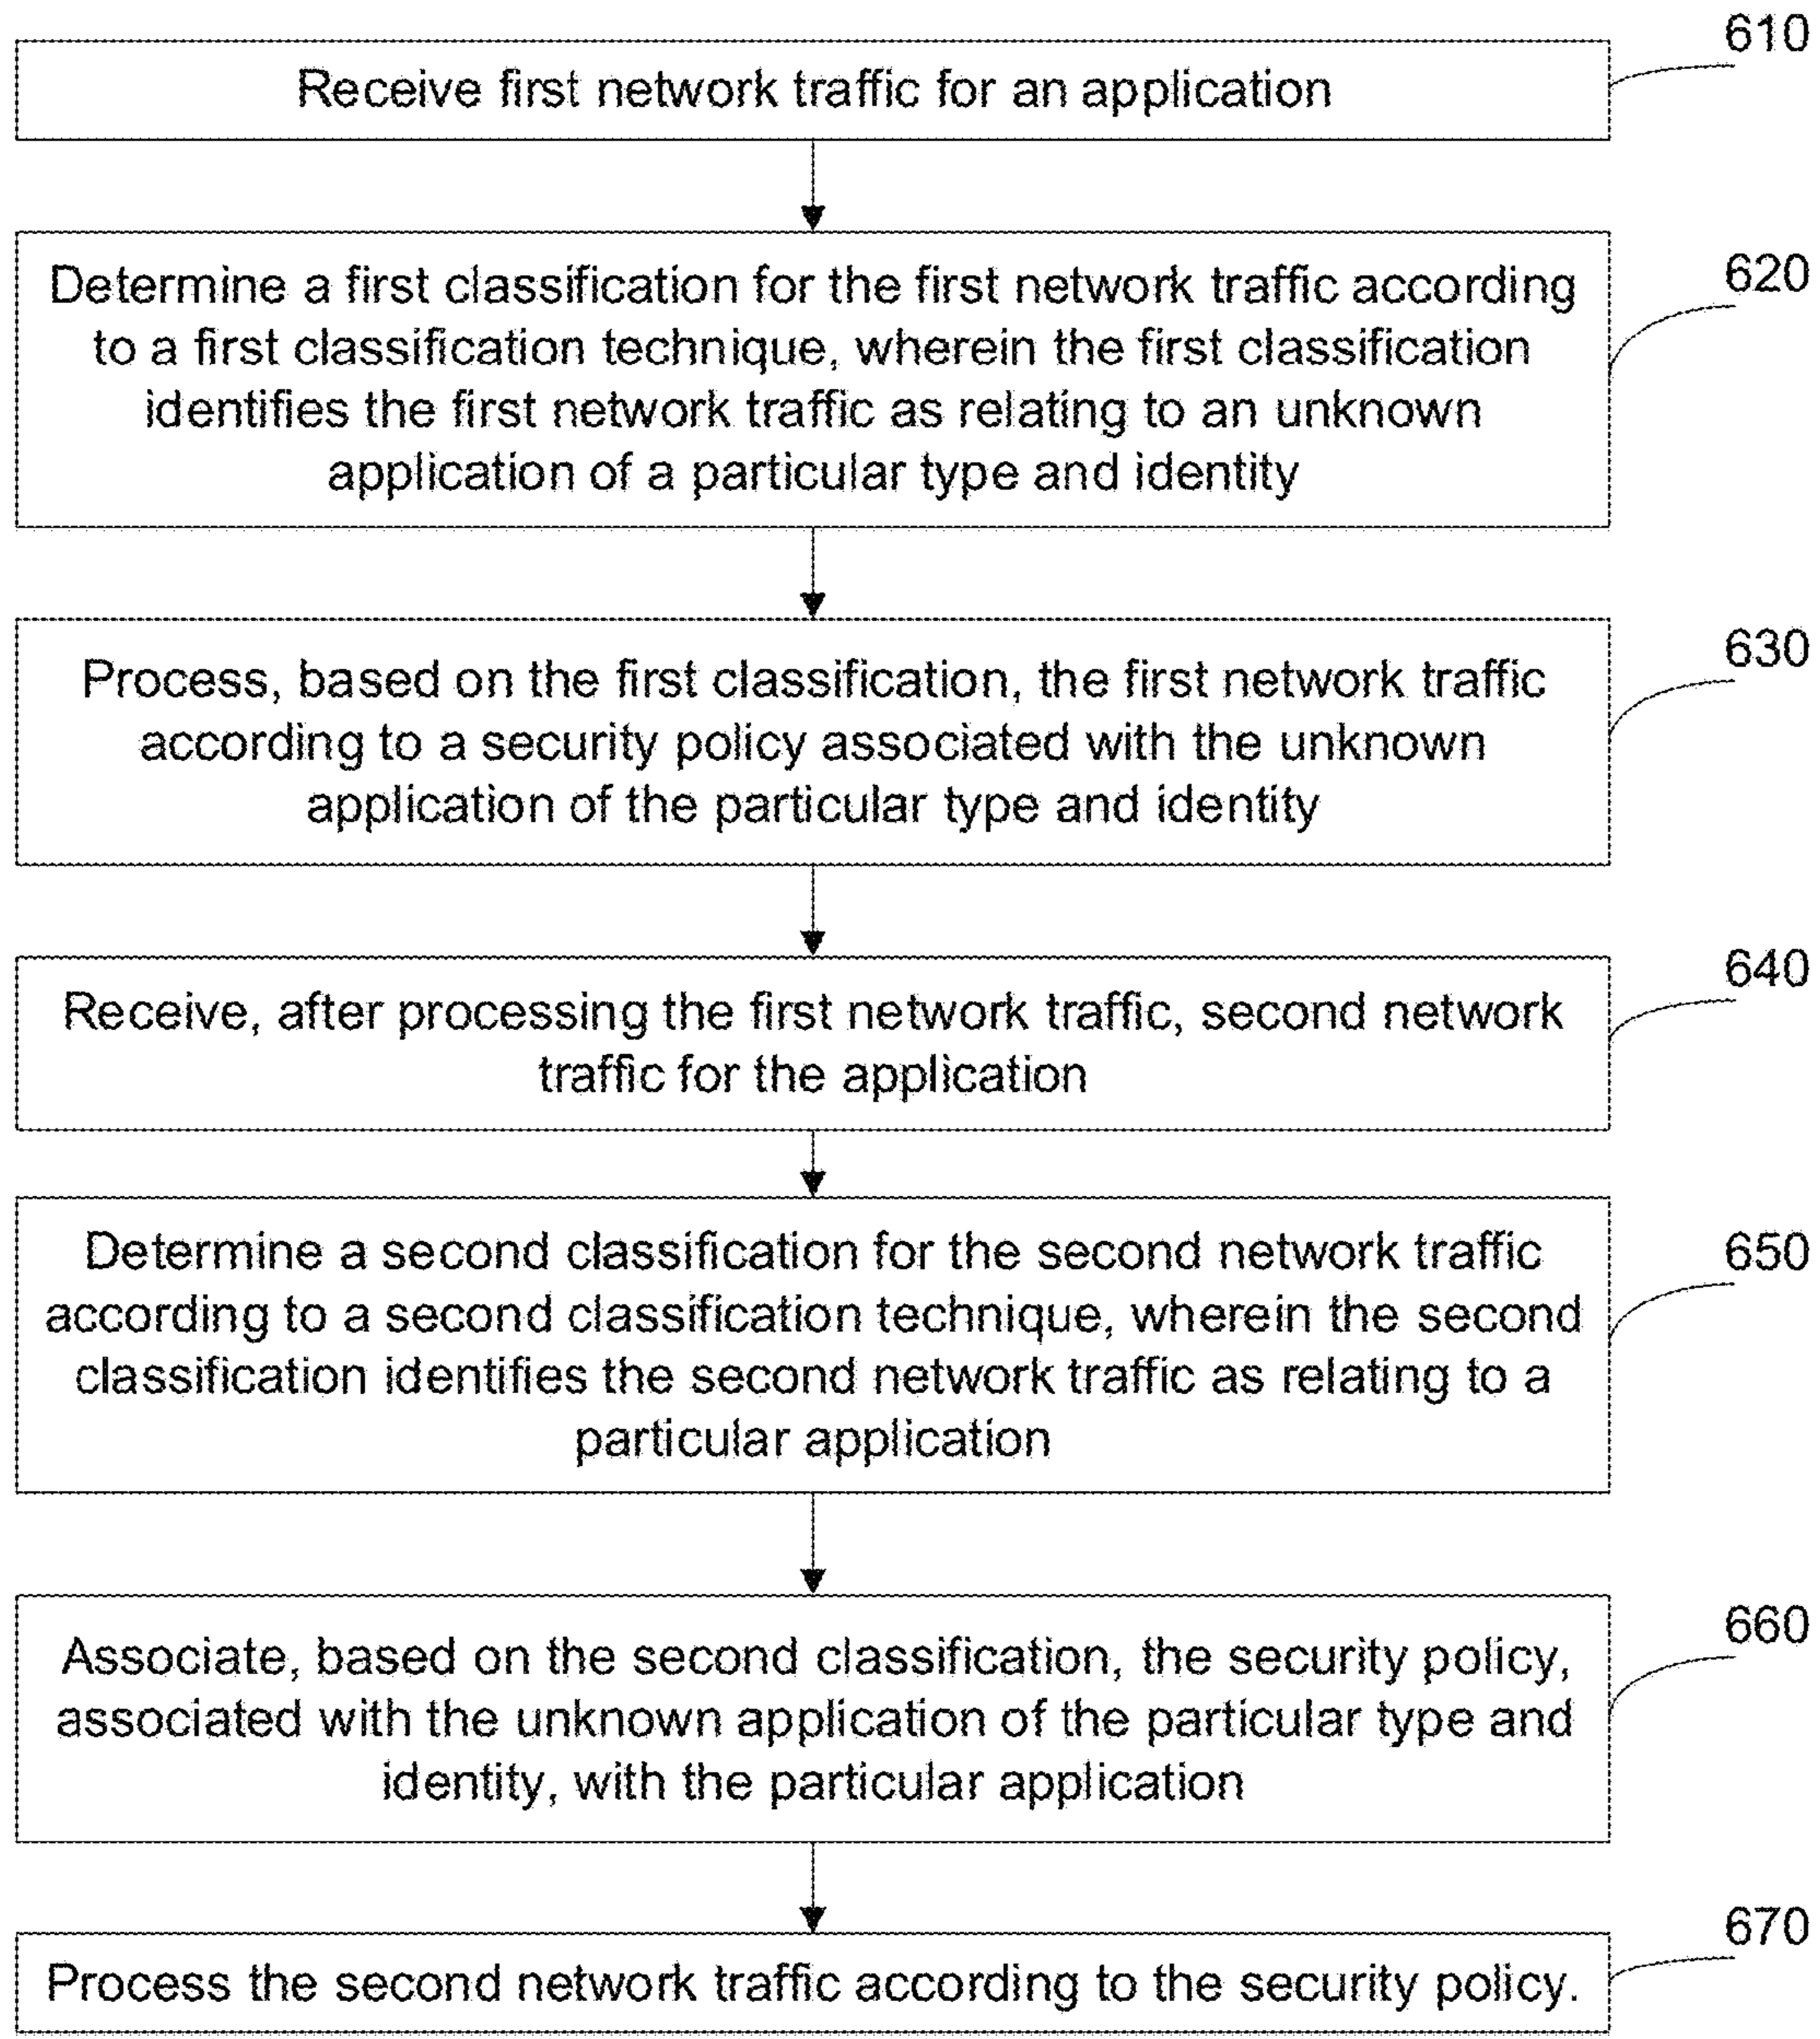 610
Receive first network traffic for an application
620
Determine a first classification for the first network traffic according
to a first classification technique, wherein the first classification
identifies the first network traffic as relating to an unknown
application of a particular type and identity
630
Process, based on the first classification, the first network traffic
according to a security policy associated with the unknown
application of the particular type and identity
640
Receive, after processing the first network traffic, second network
traffic for the application
650
Determine a second classification for the second network traffic
according to a second classification technique, wherein the second
classification identifies the second network traffic as relating to a
particular application
660
Associate, based on the second classification, the security policy,
associated with the unknown application of the particular type and
identity, with the particular application
670
Process the second network traffic according to the security policy.